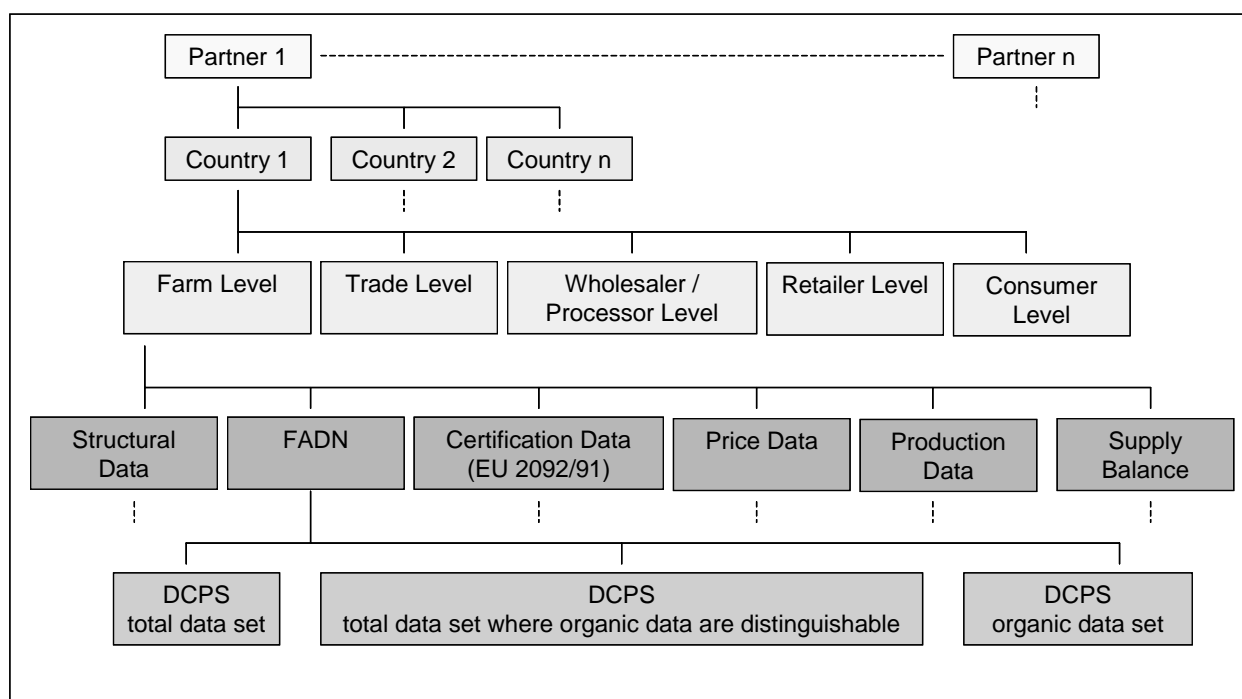 Partner 1
Partner n
Country 1
Country 2
Country n
Farm Level
Trade Level
Wholesaler /
Processor Level
Retailer Level
Consumer
Level
Structural
Data
FADN
Certification Data
(EU 2092/91)
Price Data
Production
Data
Supply
Balance
DCPS
total data set
DCPS
total data set where organic data are distinguishable
DCPS
organic data set